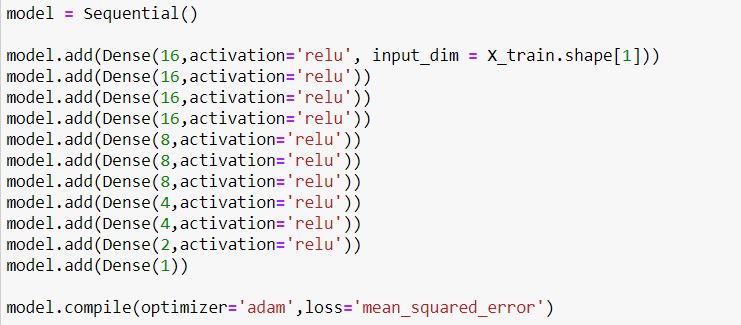 model = Sequential()
model.add(Dense(16,activation='relu', input_dim = X_train.shape[1]))
model.add(Dense(16,activation='relu'))
model.add(Dense(16,activation='relu'))
model.add(Dense(16,activation='relu'))
model.add(Dense(8,activation='relu'))
model.add(Dense(8,activation='relu'))
model.add(Dense(8,activation='relu'))
model.add(Dense(4,activation='relu'))
model.add(Dense(4,activation='relu'))
model.add(Dense(2,activation='relu'))
model.add(Dense(1))
model.compile(optimizer='adam',loss='mean_squared_error')